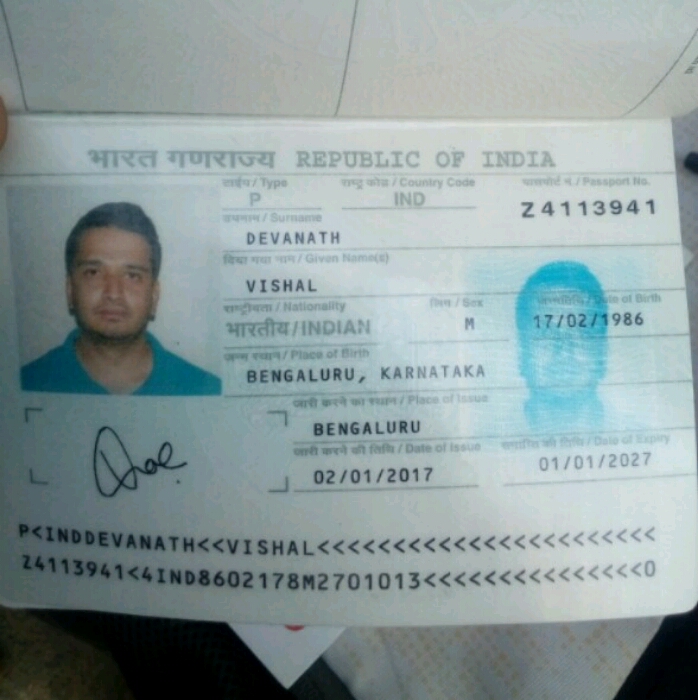 भारत गणराज्य REPUBLIC OF INDIA
टाईप / Type
राष्ट्र कोड / Country Code
पासपोर्ट नं. / Passport No.
P
IND
Z4113941
उपनाम / Surname
DEVANATH
दिया गया नाम / Given Name(s)
VISHAL
राष्ट्रीयता / Nationality
लिंग / Sex
जन्मतिथि / Date of Birth
भारतीय / INDIAN
M
17/02/1986
जन्म स्थान / Place of Birth
BENGALURU, KARNATAKA
जारी करने का स्थान / Place of Issue
BENGALURU
जारी करने की तिथि / Date of Issue
समाप्ति की तिथि / Date of Expiry
02/01/2017
01/01/2027
P<INDDEVANATH<<VISHAL<<<<<<<<<<<<<<<<<<<<<<<
Z4113941<4IND8602178M2701013<<<<<<<<<<<<<<<0